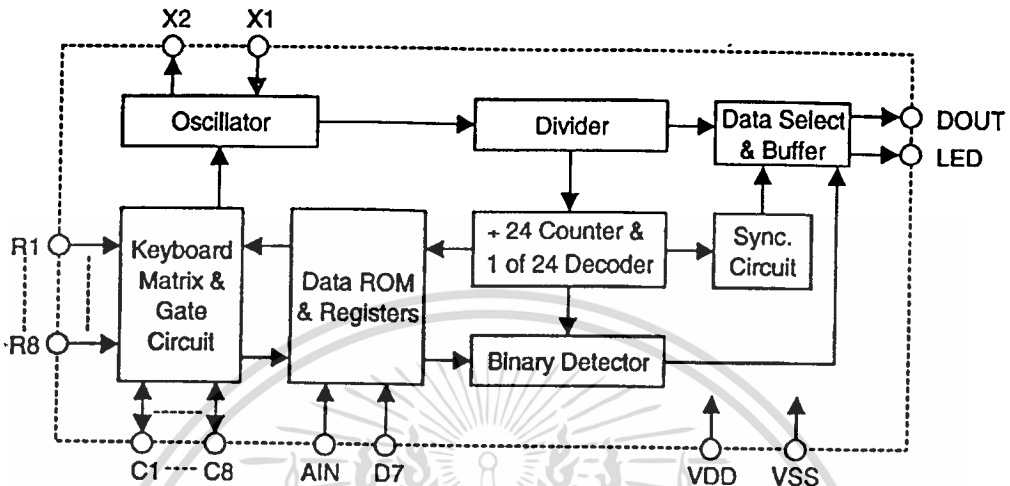 X2 X1
Oscillator
Divider
Data Select
& Buffer
DOUT
LED
R1
R8
Keyboard
Matrix &
Gate
Circuit
Data ROM
& Registers
÷ 24 Counter &
1 of 24 Decoder
Sync.
Circuit
Binary Detector
C1 C8 AIN D7 VDD VSS